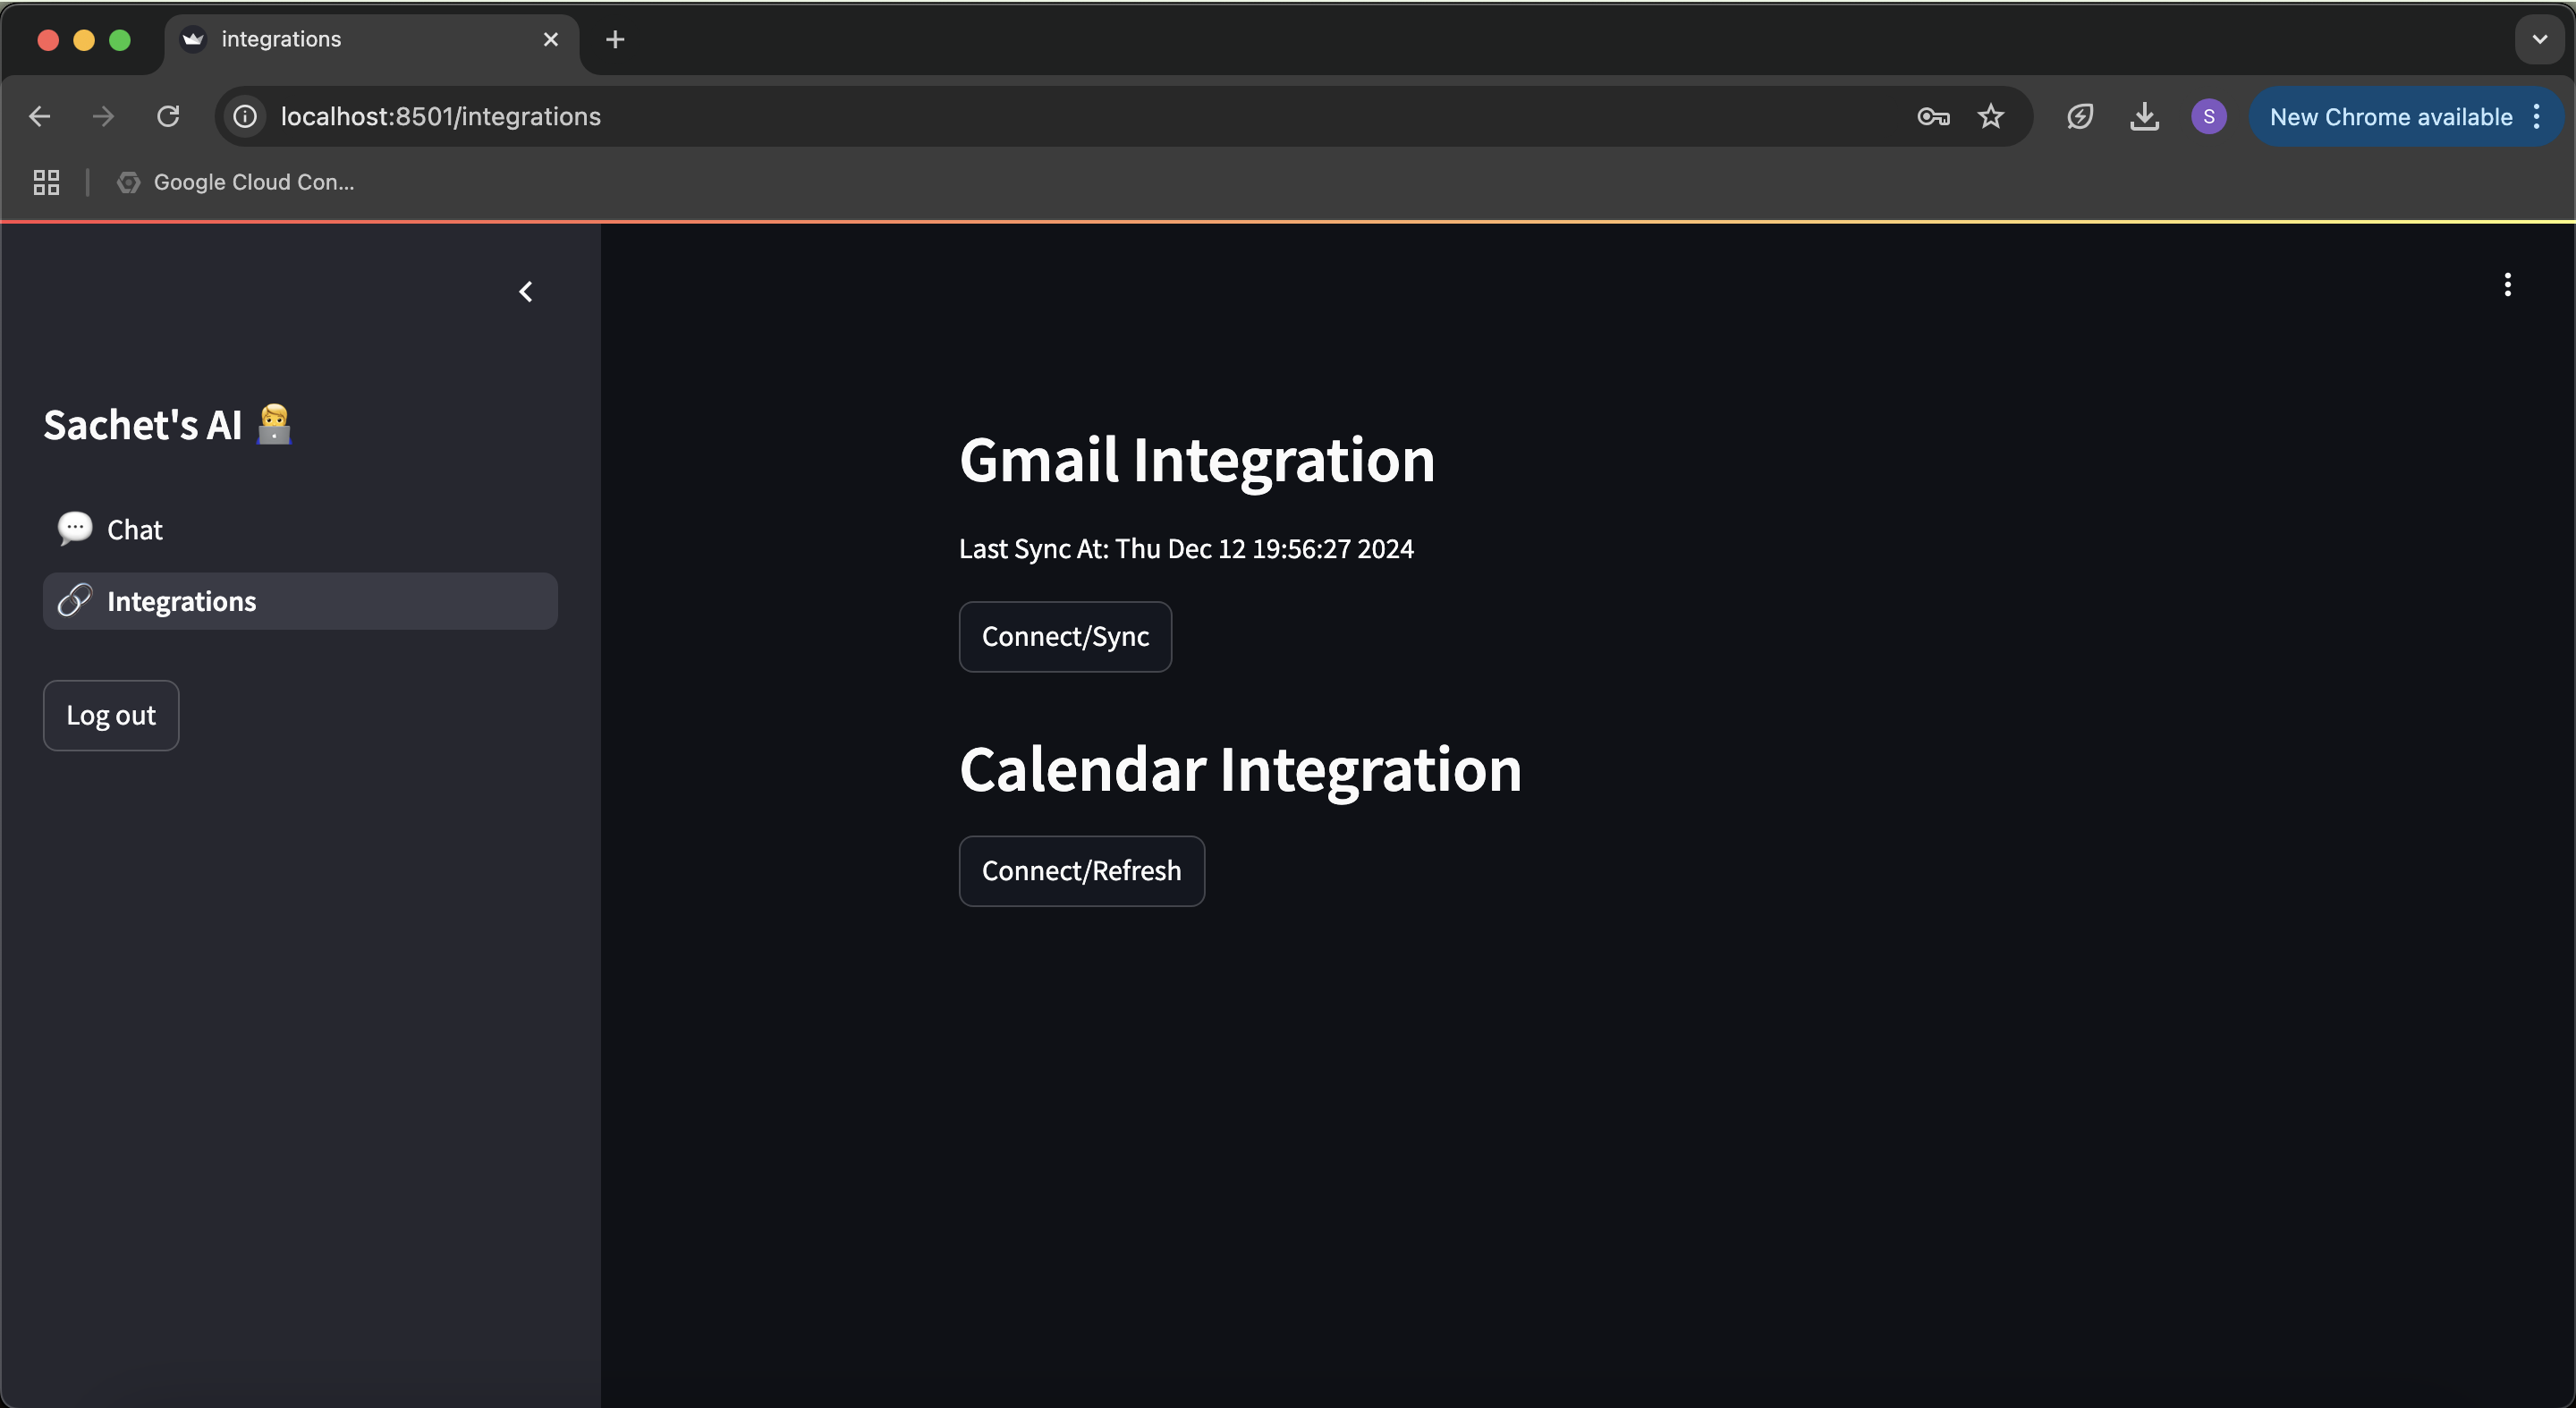 integrations
localhost:8501/integrations
S
New Chrome available
Google Cloud Con...
Sachet's AI
Chat
Integrations
Log out
Gmail Integration
Last Sync At: Thu Dec 12 19:56:27 2024
Connect/Sync
Calendar Integration
Connect/Refresh